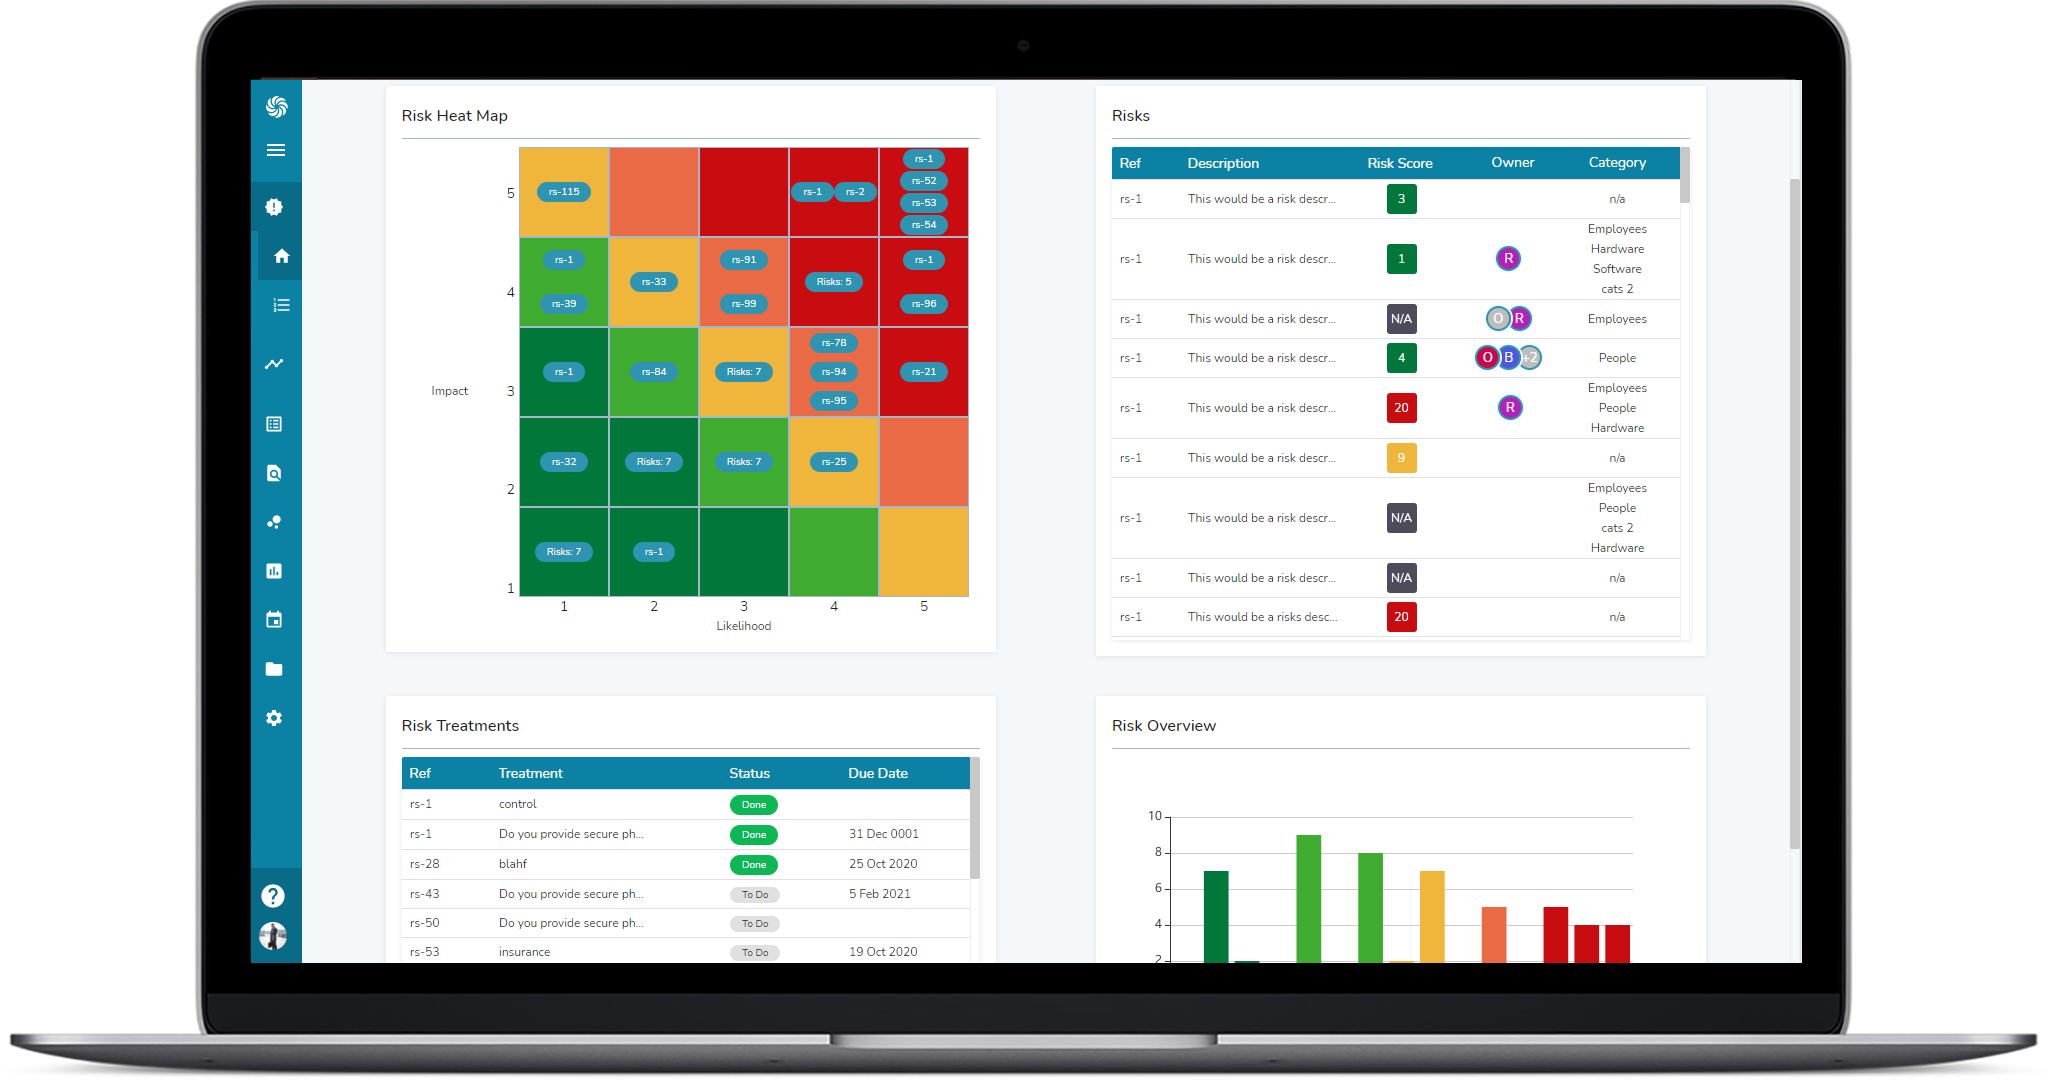 Risk Heat Map
5
rs-115
rs-1 rs-2
rs-1
rs-52
rs-53
rs-54
4
rs-1
rs-39
rs-33
rs-91
rs-99
Risks: 5
rs-1
rs-96
Impact
3
rs-1
rs-84
Risks: 7
rs-78
rs-94
rs-95
rs-21
2
rs-32
Risks: 7
Risks: 7
rs-25
1
Risks: 7
rs-1
1 2 3 4 5
Likelihood
Risks
Ref Description Risk Score Owner Category
rs-1 This would be a risk descr... 3 n/a
rs-1 This would be a risk descr... 1 R Employees
Hardware
Software
cats 2
rs-1 This would be a risk descr... N/A O R Employees
rs-1 This would be a risk descr... 4 O B +2 People
rs-1 This would be a risk descr... 20 R Employees
People
Hardware
rs-1 This would be a risk descr... 9 n/a
rs-1 This would be a risk descr... N/A Employees
People
cats 2
Hardware
rs-1 This would be a risk descr... N/A n/a
rs-1 This would be a risks desc... 20 n/a
Risk Treatments
Ref Treatment Status Due Date
rs-1 control Done
rs-1 Do you provide secure ph... Done 31 Dec 0001
rs-28 blahf Done 25 Oct 2020
rs-43 Do you provide secure ph... To Do 5 Feb 2021
rs-50 Do you provide secure ph... To Do
rs-53 insurance To Do 19 Oct 2020
Risk Overview
10
8
6
4
2